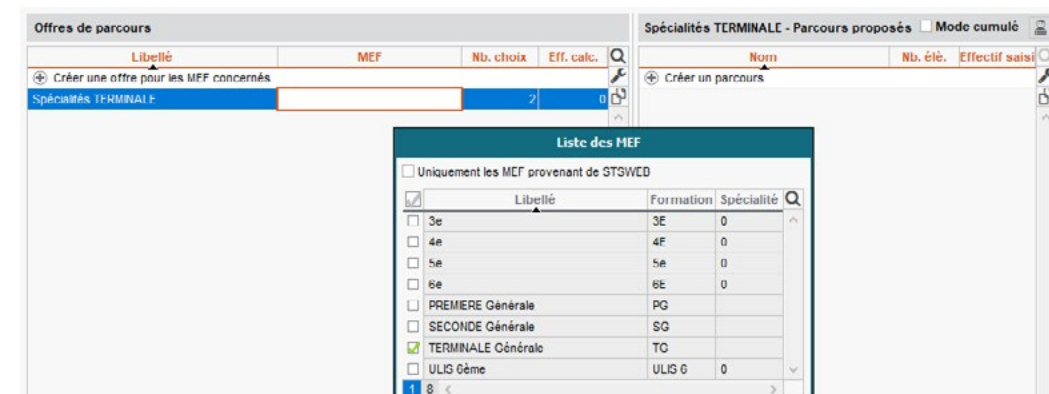 Offres de parcours
Libellé MEF Nb. choix Eff. calc.
Créer une offre pour les MEF concernés
Spécialités TERMINALE 2 0
Spécialités TERMINALE - Parcours proposés Mode cumulé
Nom Nb. élè. Effectif saisi
Créer un parcours
Liste des MEF
Uniquement les MEF provenant de STSWEB
Libellé Formation Spécialité
3e 3E 0
4e 4E 0
5e 5e 0
6e 6E 0
PREMIERE Générale PG
SECONDE Générale SG
TERMINALE Générale TG
ULIS 6ème ULIS 6 0
1 8